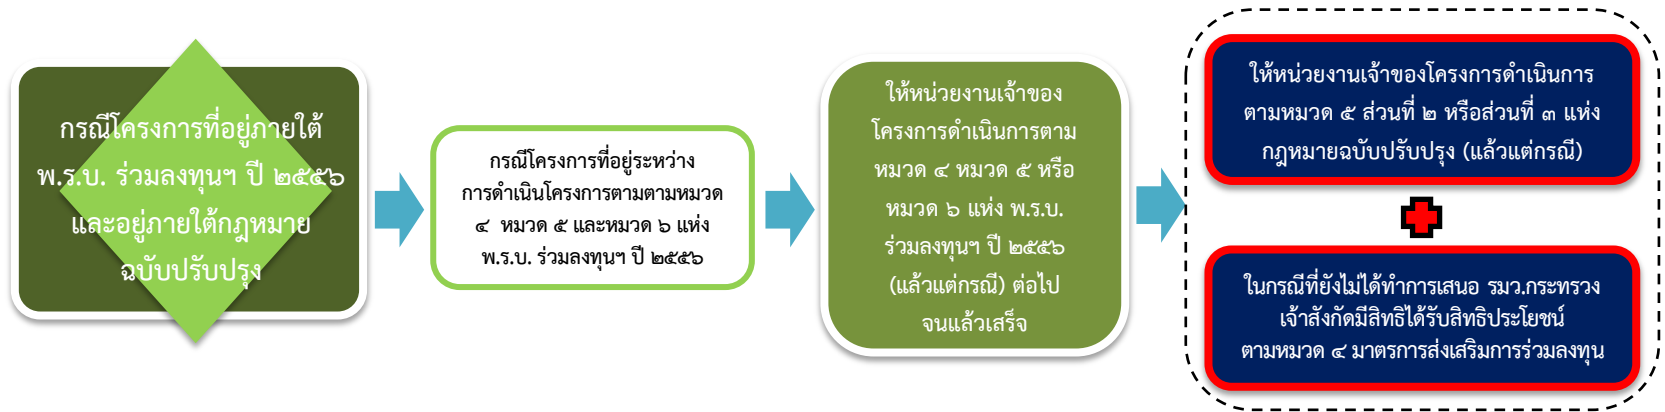 กรณีโครงการที่อยู่ภายใต้
พ.ร.บ. ร่วมลงทุนฯ ปี ๒๕๕๖
และอยู่ภายใต้กฎหมาย
ฉบับปรับปรุง
กรณีโครงการที่อยู่ระหว่าง
การดำเนินโครงการตามตามหมวด
๔ หมวด ๕ และหมวด ๖ แห่ง
พ.ร.บ. ร่วมลงทุนฯ ปี ๒๕๕๖
ให้หน่วยงานเจ้าของ
โครงการดำเนินการตาม
หมวด ๔ หมวด ๕ หรือ
หมวด ๖ แห่ง พ.ร.บ.
ร่วมลงทุนฯ ปี ๒๕๕๖
(แล้วแต่กรณี) ต่อไป
จนแล้วเสร็จ
ให้หน่วยงานเจ้าของโครงการดำเนินการ
ตามหมวด ๕ ส่วนที่ ๒ หรือส่วนที่ ๓ แห่ง
กฎหมายฉบับปรับปรุง (แล้วแต่กรณี)
ในกรณีที่ยังไม่ได้ทำการเสนอ รมว.กระทรวง
เจ้าสังกัดมีสิทธิได้รับสิทธิประโยชน์
ตามหมวด ๔ มาตรการส่งเสริมการร่วมลงทุน